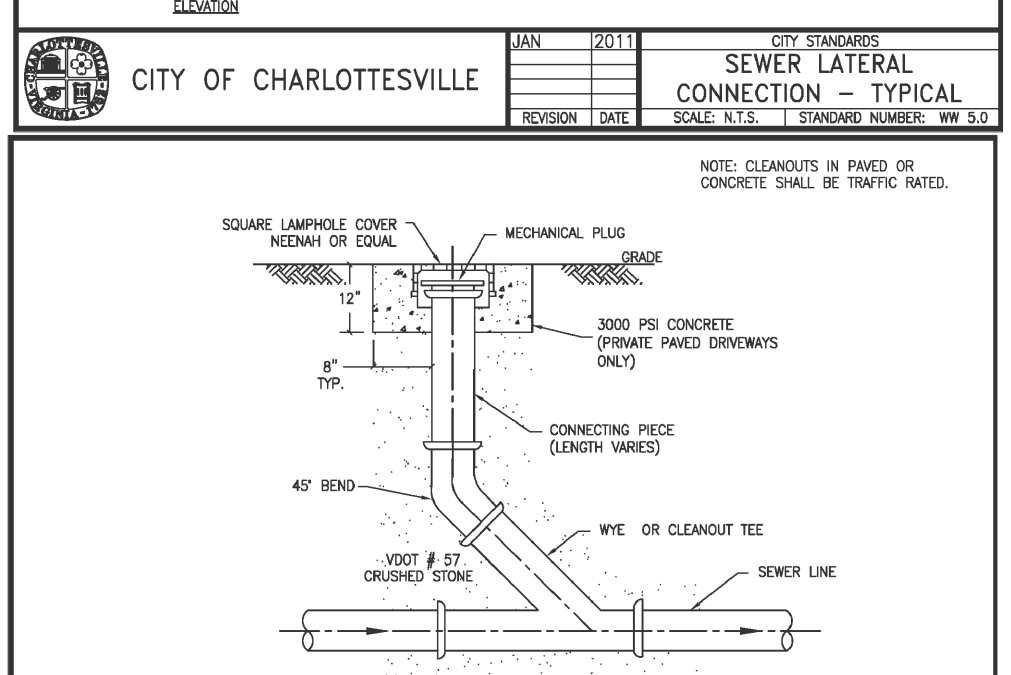 ELEVATION
CHARLOTTESVILLE
VIRGINIA
CITY OF CHARLOTTESVILLE
JAN 2011
REVISION DATE
CITY STANDARDS
SEWER LATERAL
CONNECTION – TYPICAL
SCALE: N.T.S. STANDARD NUMBER: WW 5.0
NOTE: CLEANOUTS IN PAVED OR
CONCRETE SHALL BE TRAFFIC RATED.
SQUARE LAMPHOLE COVER
NEENAH OR EQUAL
MECHANICAL PLUG
GRADE
12"
3000 PSI CONCRETE
(PRIVATE PAVED DRIVEWAYS
ONLY)
8"
TYP.
CONNECTING PIECE
(LENGTH VARIES)
45° BEND
WYE OR CLEANOUT TEE
VDOT # 57
CRUSHED STONE
SEWER LINE